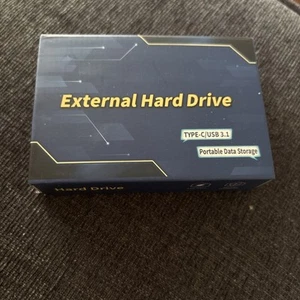 External Hard Drive
TYPE-C/USB 3.1
Portable Data Storage
Hard Drive